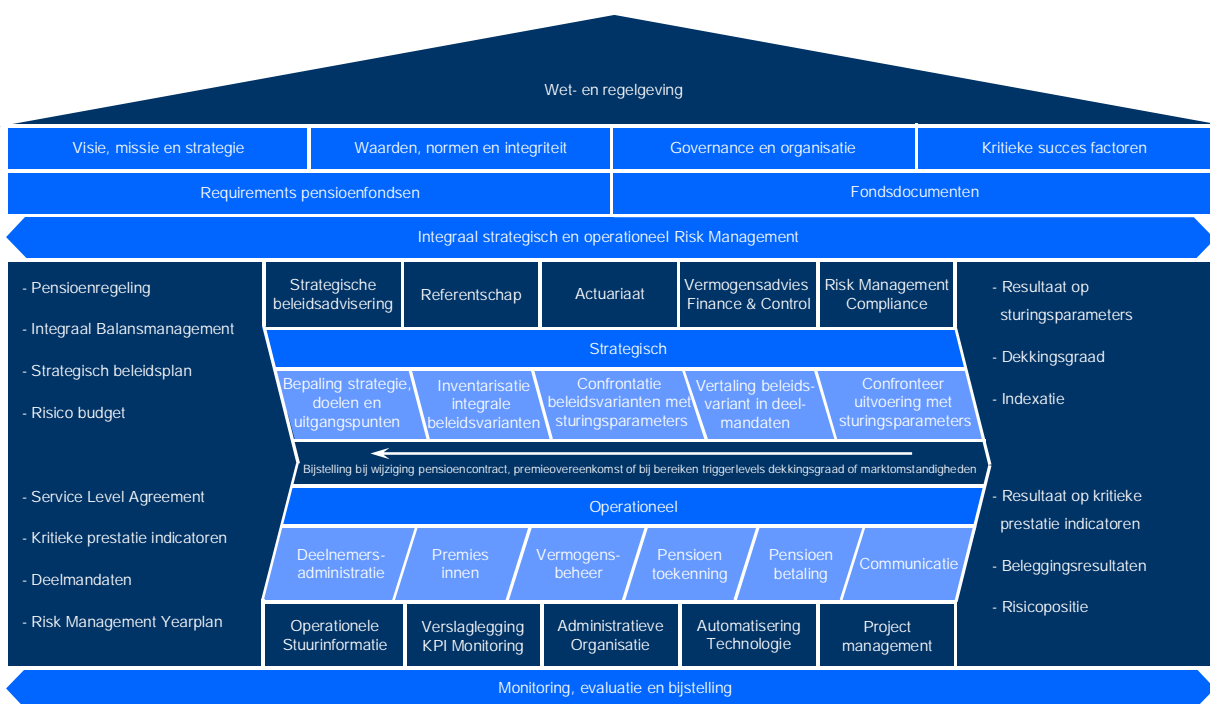 Wet- en regelgeving
Visie, missie en strategie
Waarden, normen en integriteit
Governance en organisatie
Kritieke succes factoren
Requirements pensioenfondsen
Fondsdocumenten
Integraal strategisch en operationeel Risk Management
- Pensioenregeling
- Integraal Balansmanagement
- Strategisch beleidsplan
- Risico budget
- Service Level Agreement
- Kritieke prestatie indicatoren
- Deelmandaten
- Risk Management Yearplan
Strategische
beleidsadvisering
Referentschap
Actuariaat
Vermogensadvies
Finance & Control
Risk Management
Compliance
Strategisch
Bepaling strategie,
doelen en
uitgangspunten
Inventarisatie
integrale
beleidsvarianten
Confrontatie
beleidsvarianten met
sturingsparameters
Vertaling beleids-
variant in deel-
mandaten
Confronteer
uitvoering met
sturingsparameters
Bijstelling bij wijziging pensioencontract, premieovereenkomst of bij bereiken triggerlevels dekkingsgraad of marktomstandigheden
Operationeel
Deelnemers-
administratie
Premies
innen
Vermogens-
beheer
Pensioen
toekenning
Pensioen
betaling
Communicatie
Operationele
Stuurinformatie
Verslaglegging
KPI Monitoring
Administratieve
Organisatie
Automatisering
Technologie
Project
management
- Resultaat op
sturingsparameters
- Dekkingsgraad
- Indexatie
- Resultaat op kritieke
prestatie indicatoren
- Beleggingsresultaten
- Risicopositie
Monitoring, evaluatie en bijstelling